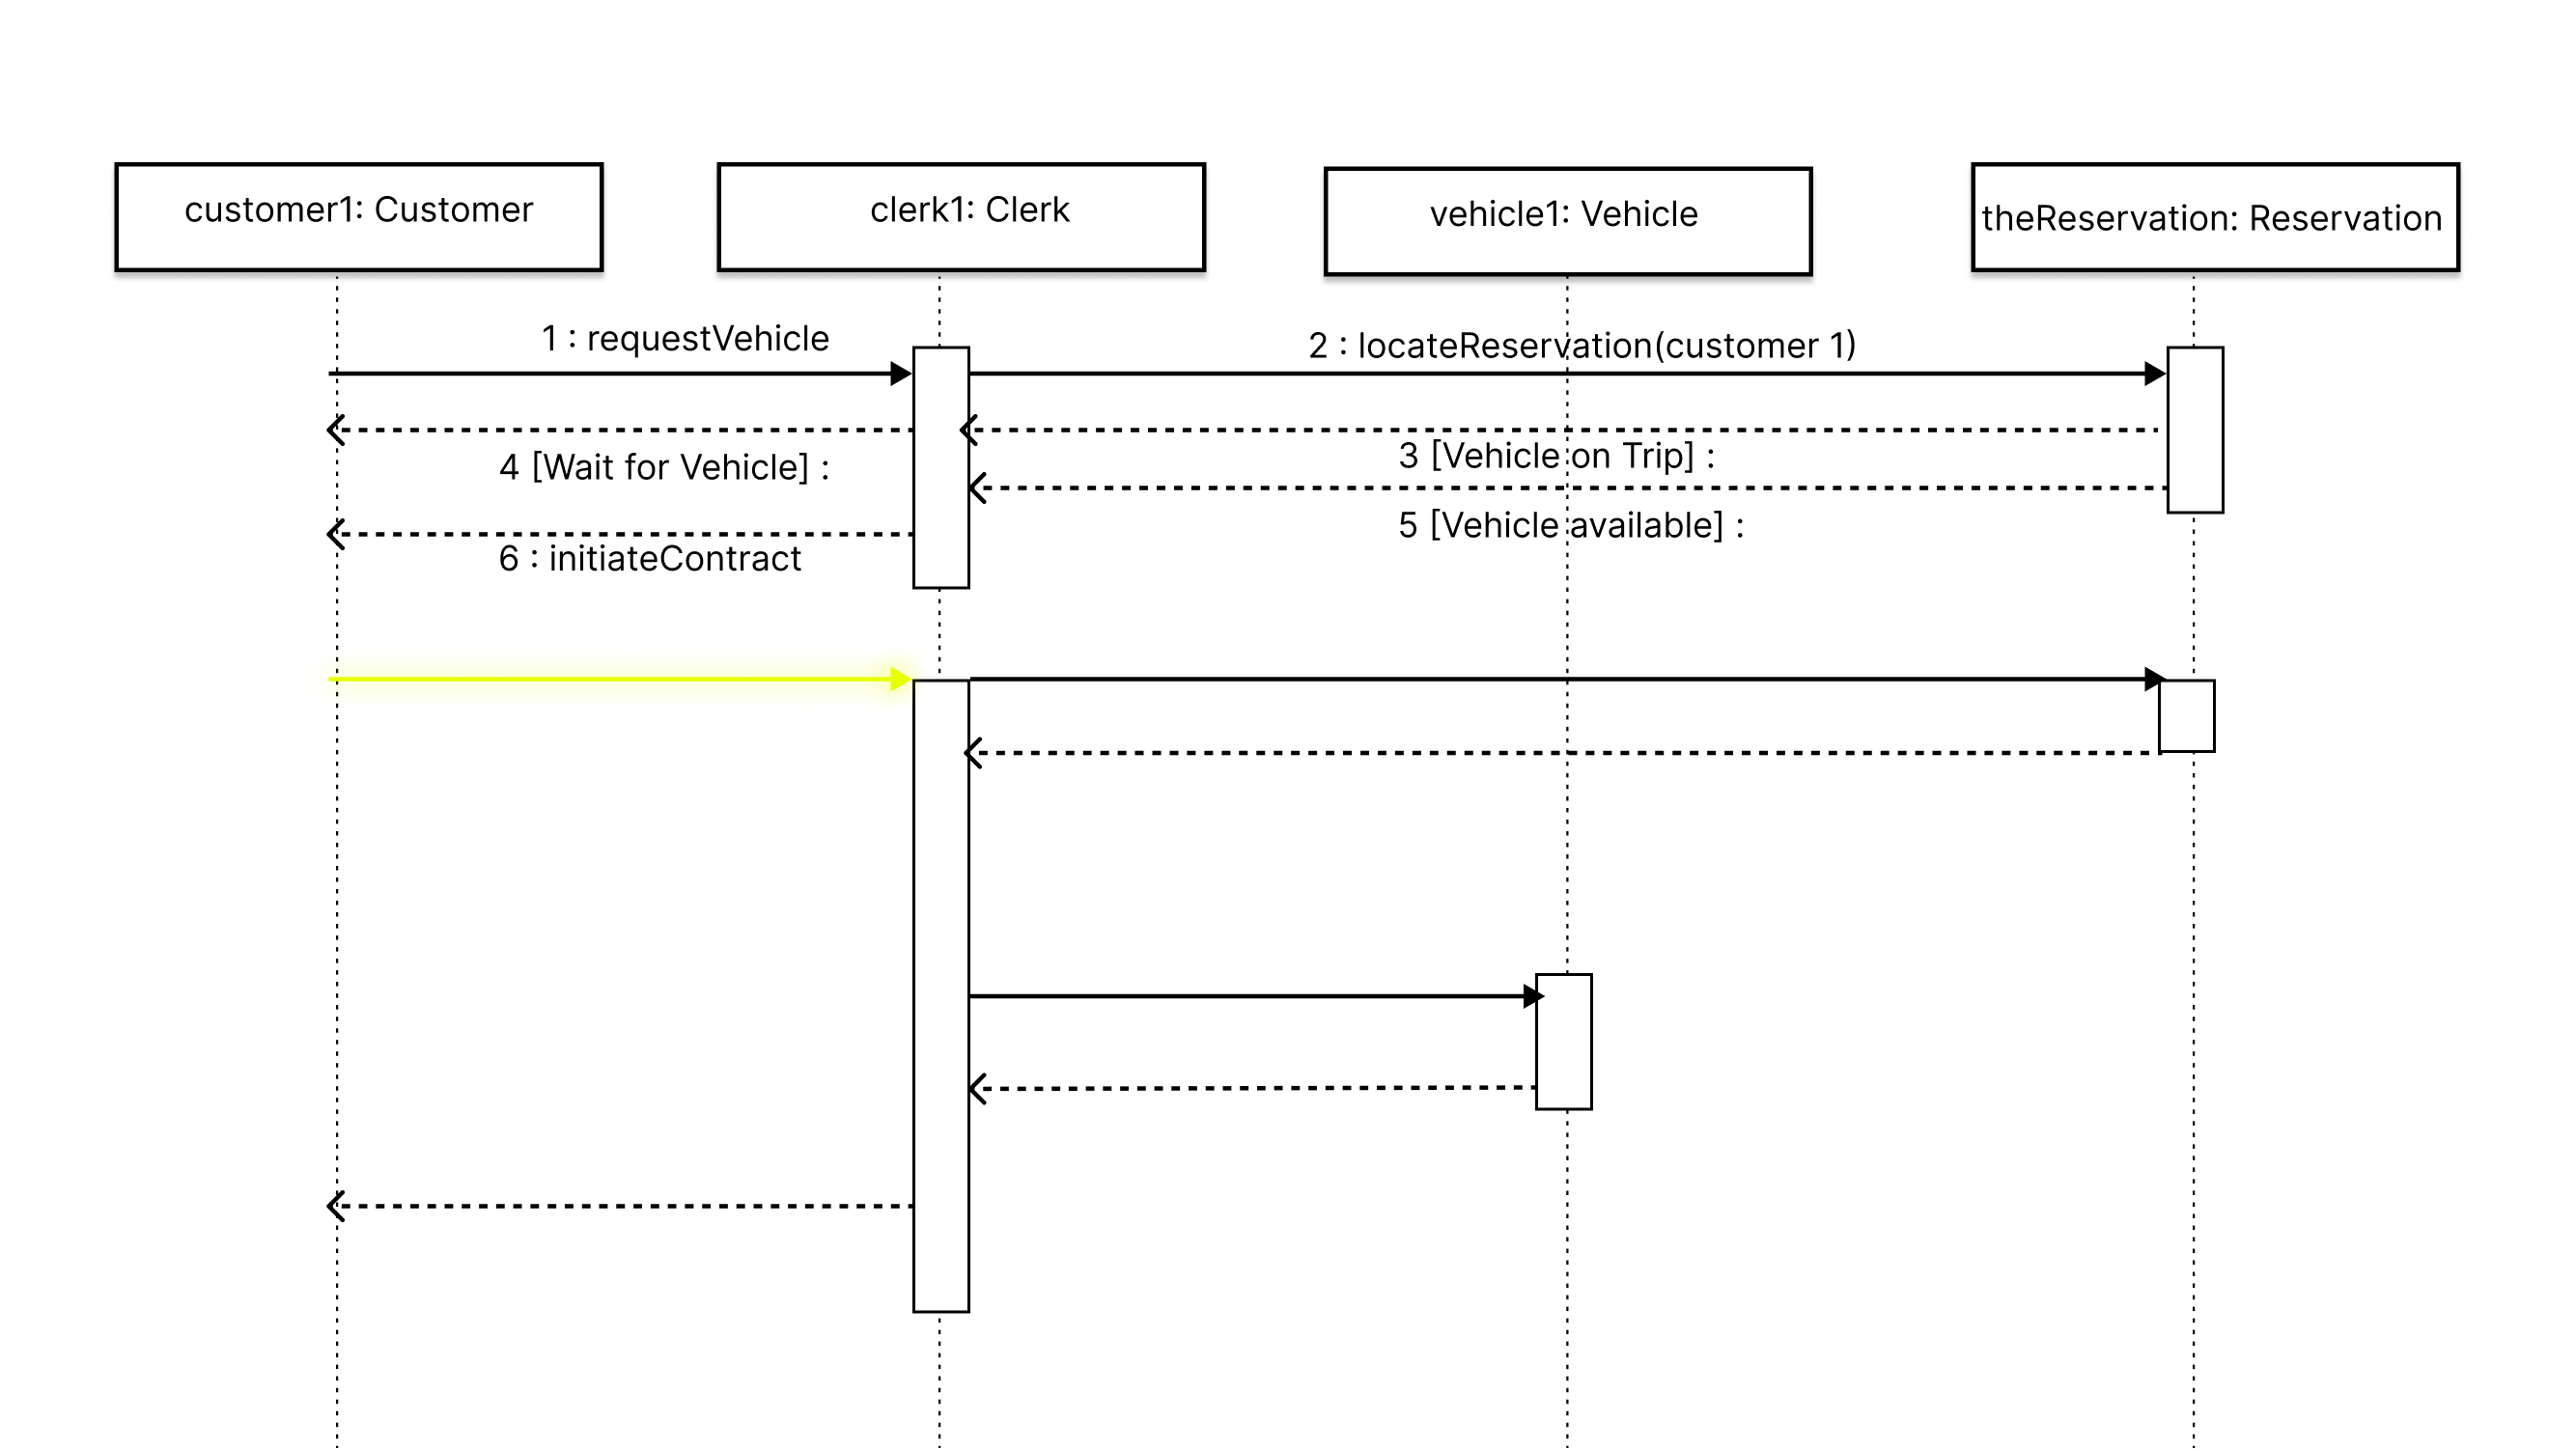 customer1: Customer
clerk1: Clerk
vehicle1: Vehicle
theReservation: Reservation
1 : requestVehicle
2 : locateReservation(customer 1)
4 [Wait for Vehicle] :
3 [Vehicle on Trip] :
5 [Vehicle available] :
6 : initiateContract